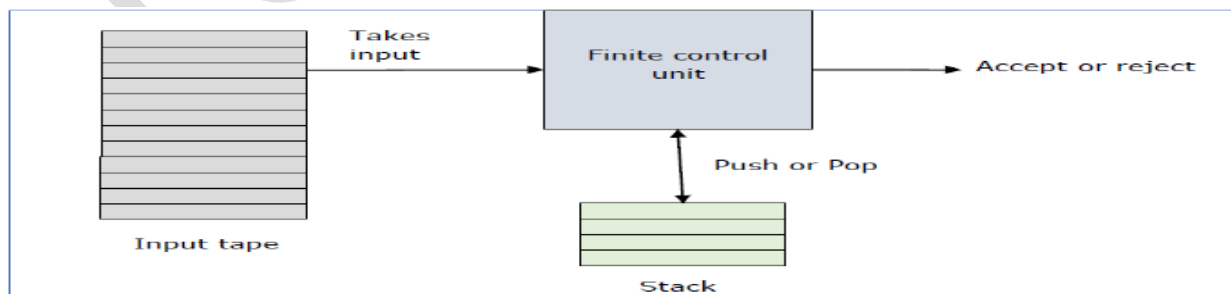 Takes
input
Finite control
unit
Accept or reject
Push or Pop
Input tape
Stack